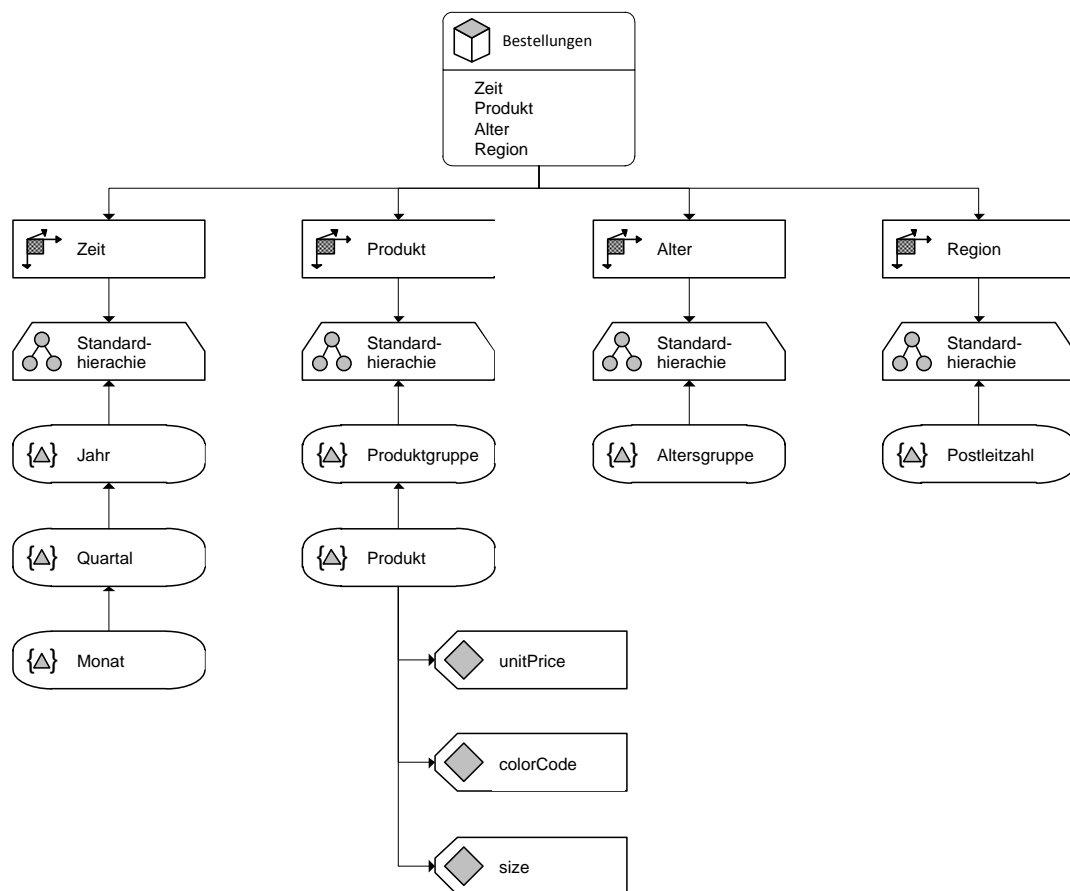 Bestellungen
Zeit
Produkt
Alter
Region
Zeit
Produkt
Alter
Region
Standard-
hierachie
Standard-
hierachie
Standard-
hierachie
Standard-
hierachie
Jahr
Produktgruppe
Altersgruppe
Postleitzahl
Quartal
Produkt
Monat
unitPrice
colorCode
size